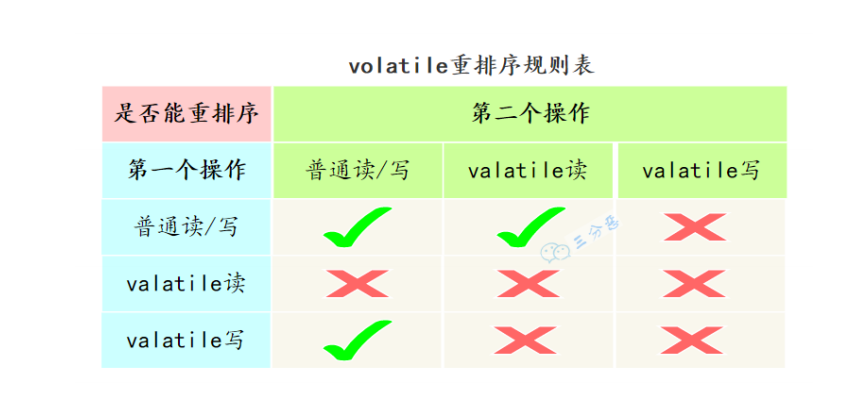 volatile重排序规则表
是否能重排序 第二个操作
第一个操作 普通读/写 valatile读 valatile写
普通读/写
三分恶
valatile读
valatile写